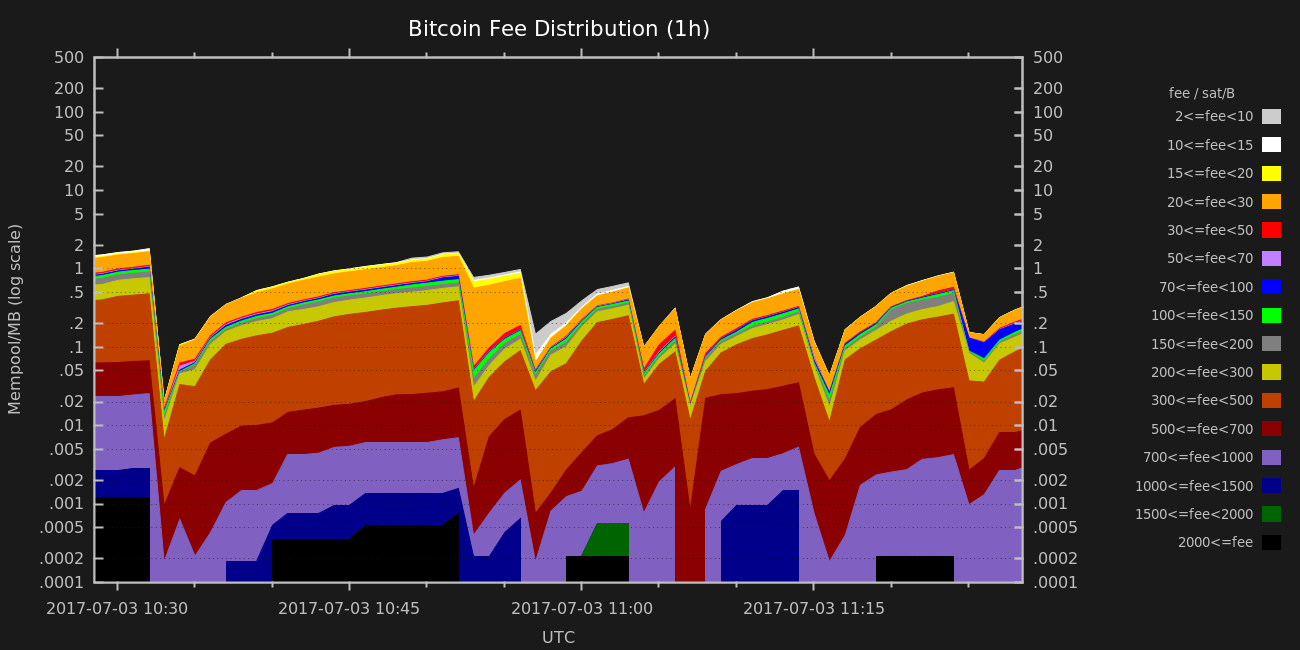 Bitcoin Fee Distribution (1h)
500
200
100
50
20
10
5
2
1
.5
.2
.1
.05
.02
.01
.005
.002
.001
.0005
.0002
.0001
Mempool/MB (log scale)
500
200
100
50
20
10
5
2
1
.5
.2
.1
.05
.02
.01
.005
.002
.001
.0005
.0002
.0001
2017-07-03 10:30 2017-07-03 10:45 2017-07-03 11:00 2017-07-03 11:15
UTC
fee / sat/B
2<=fee<10
10<=fee<15
15<=fee<20
20<=fee<30
30<=fee<50
50<=fee<70
70<=fee<100
100<=fee<150
150<=fee<200
200<=fee<300
300<=fee<500
500<=fee<700
700<=fee<1000
1000<=fee<1500
1500<=fee<2000
2000<=fee